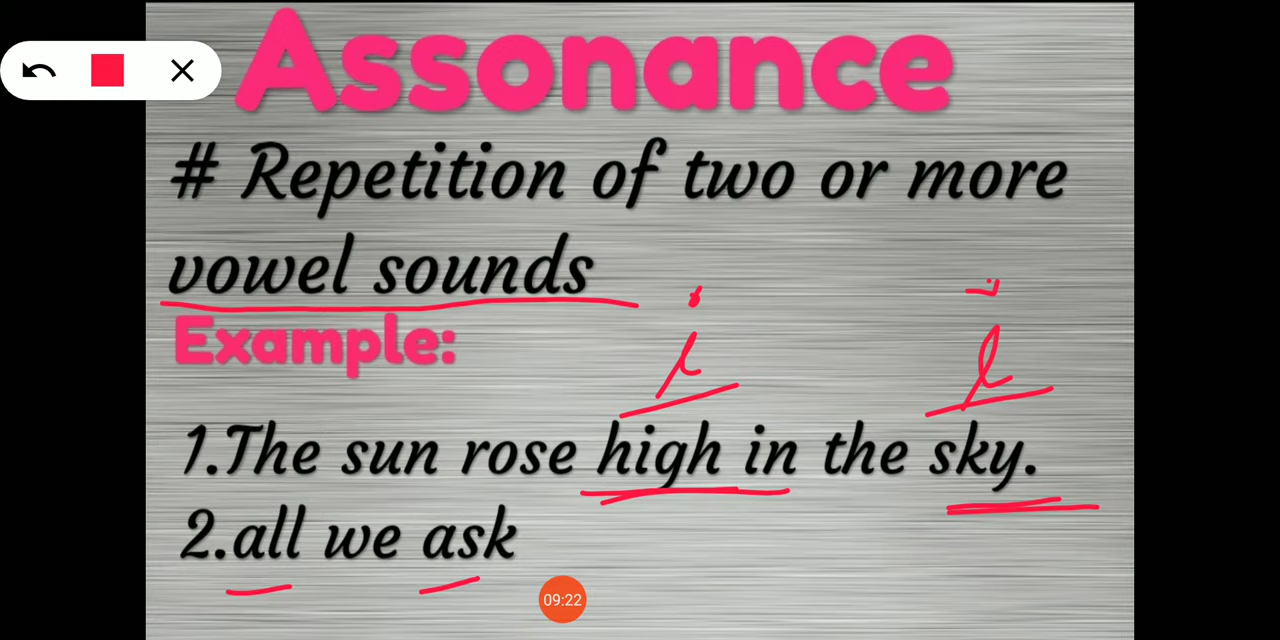 Assonance
# Repetition of two or more
vowel sounds
Example:
i
i
1.The sun rose high in the sky.
2.all we ask
09:22